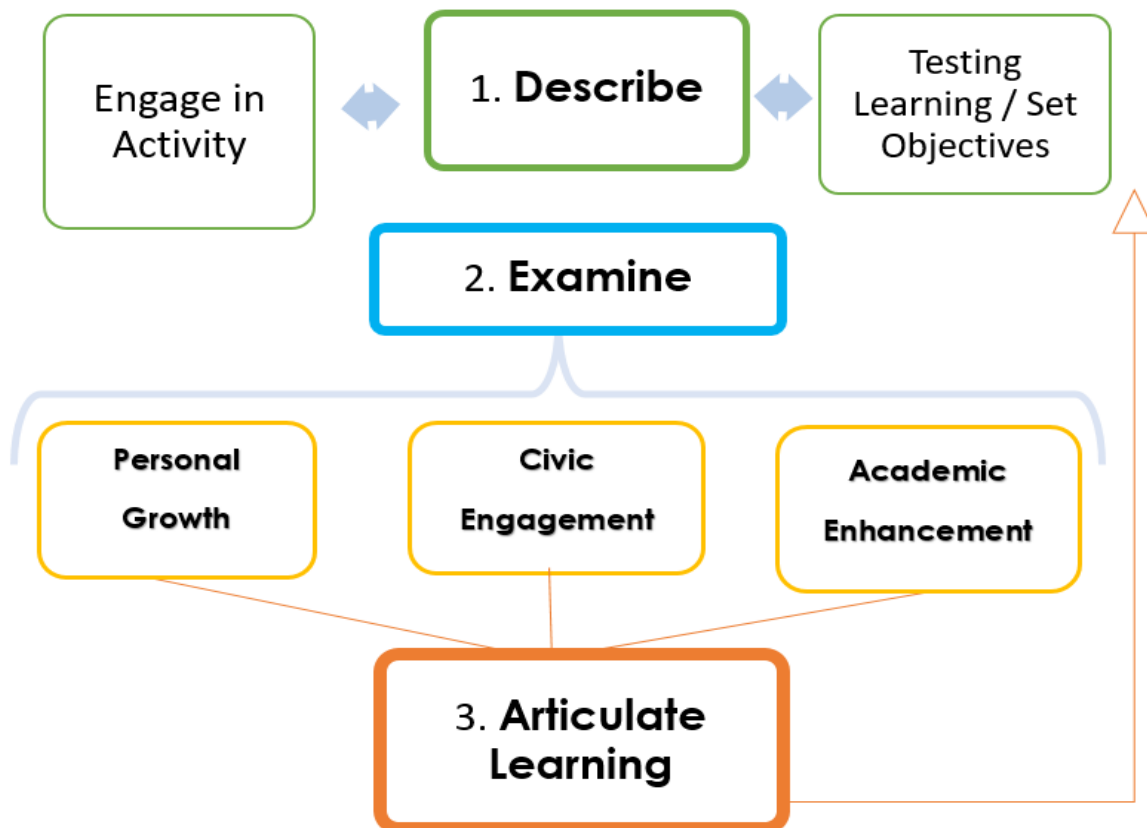 Engage in
Activity
1. Describe
Testing
Learning / Set
Objectives
2. Examine
Personal
Growth
Civic
Engagement
Academic
Enhancement
3. Articulate
Learning